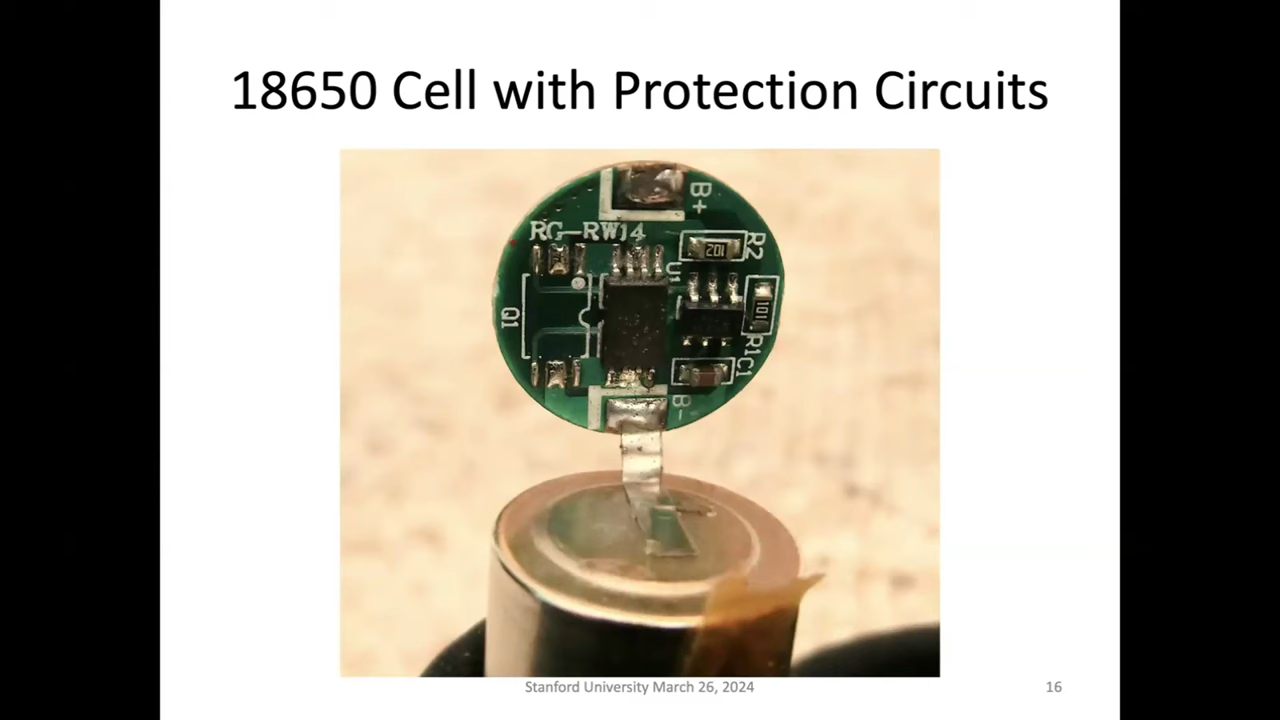 18650 Cell with Protection Circuits
B+
RG-RW14
R2
201
U1
Q1
101
R1
C1
B-
Stanford University March 26, 2024
16